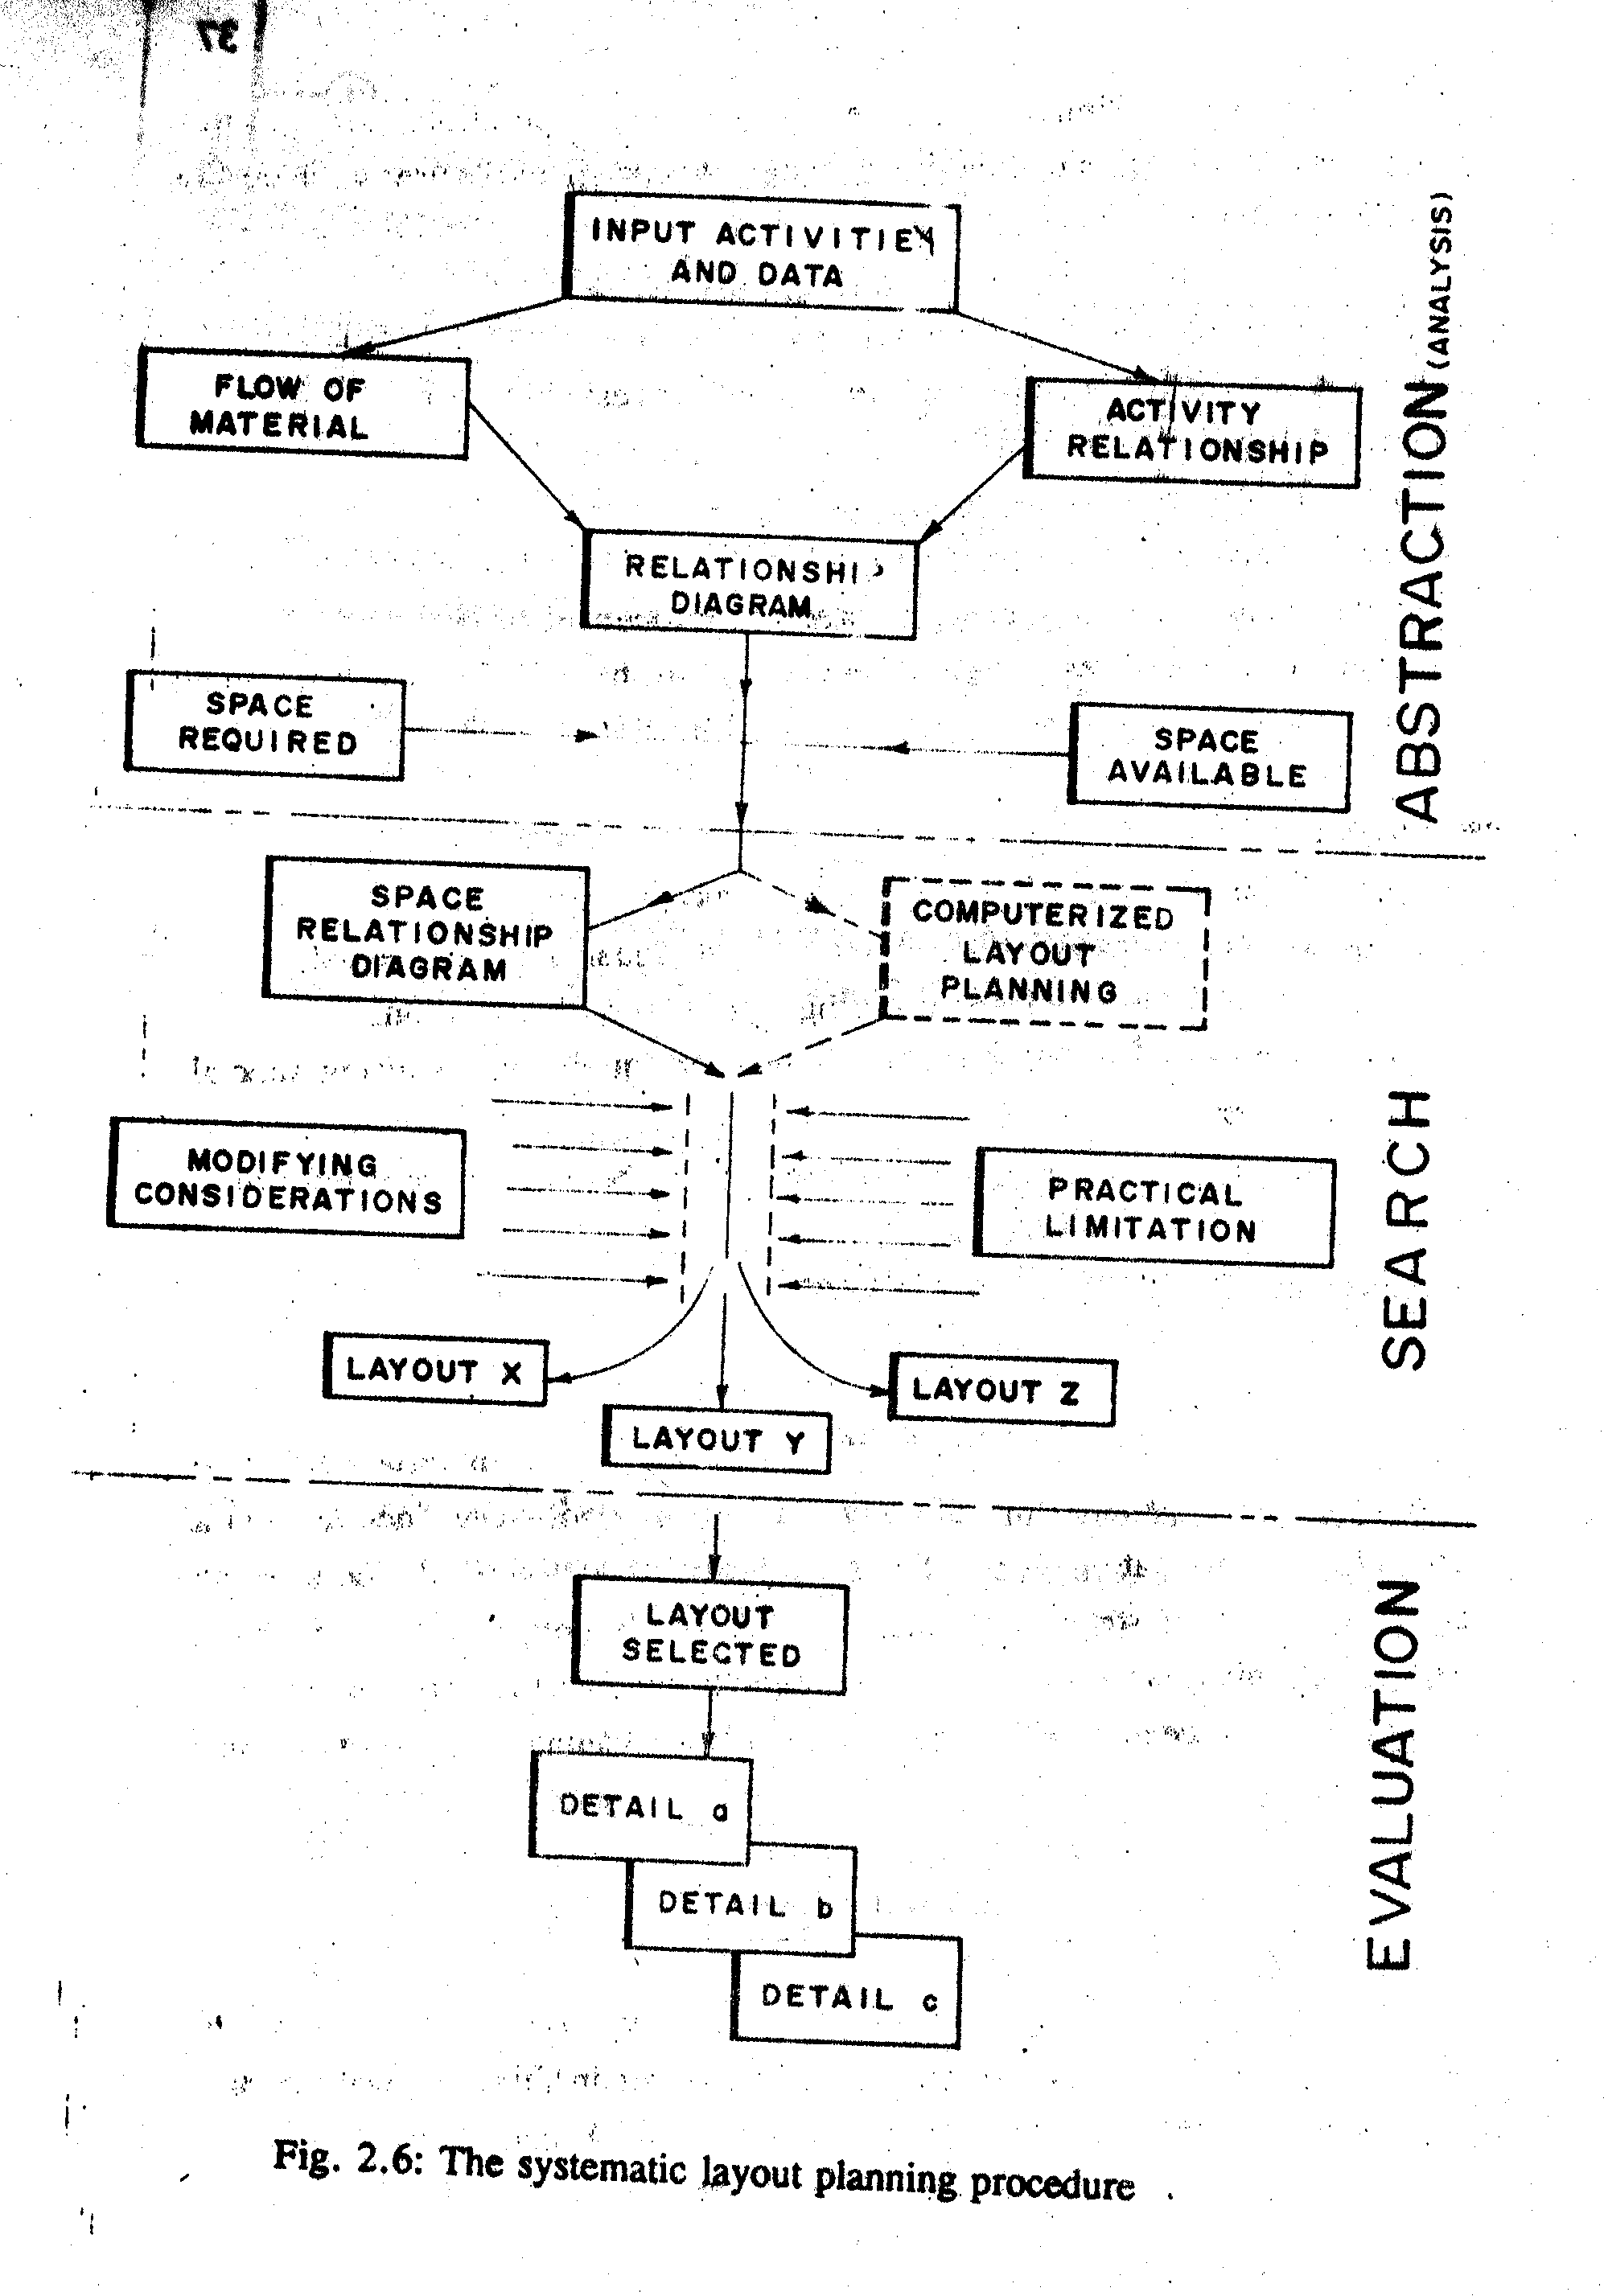 37
INPUT ACTIVITIE
AND DATA
FLOW OF
MATERIAL
ACTIVITY
RELATIONSHIP
RELATIONSHIP
DIAGRAM
SPACE
REQUIRED
SPACE
AVAILABLE
ABSTRACTION (ANALYSIS)
SPACE
RELATIONSHIP
DIAGRAM
COMPUTERIZED
LAYOUT
PLANNING
MODIFYING
CONSIDERATIONS
PRACTICAL
LIMITATION
LAYOUT X
LAYOUT Y
LAYOUT Z
SEARCH
LAYOUT
SELECTED
DETAIL a
DETAIL b
DETAIL c
EVALUATION
Fig. 2.6: The systematic layout planning procedure